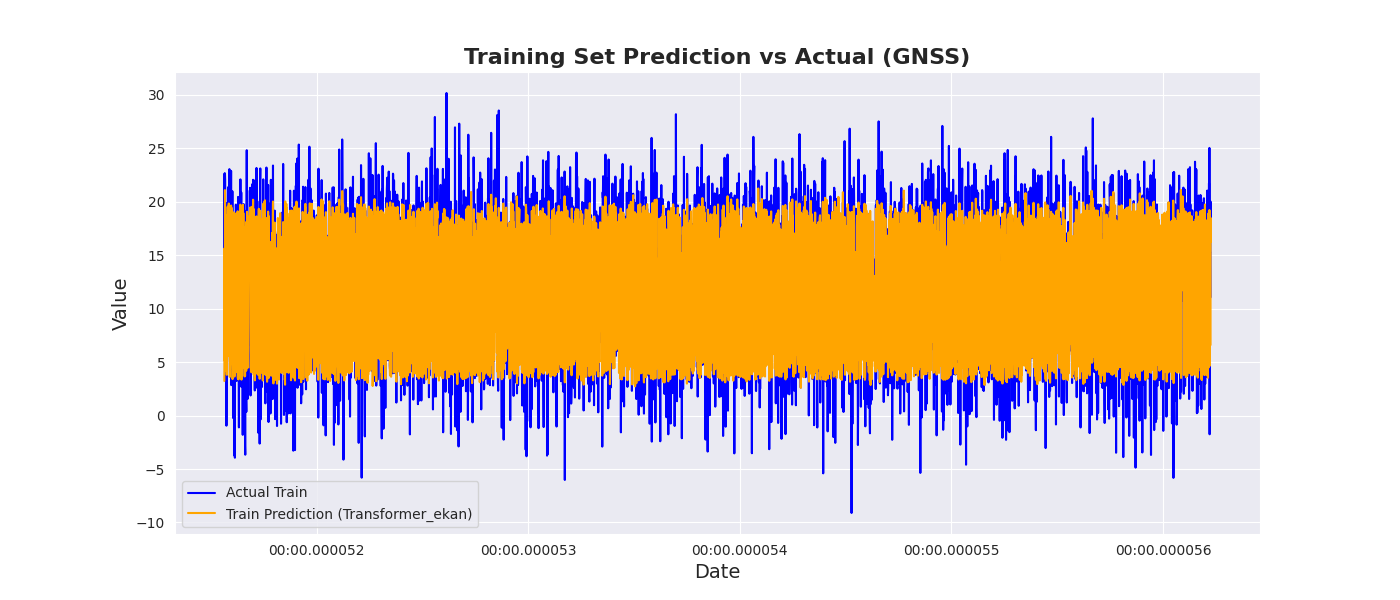 Training Set Prediction vs Actual (GNSS)
Value
30
25
20
15
10
5
0
−5
−10
Actual Train
Train Prediction (Transformer_ekan)
00:00.000052
00:00.000053
00:00.000054
00:00.000055
00:00.000056
Date